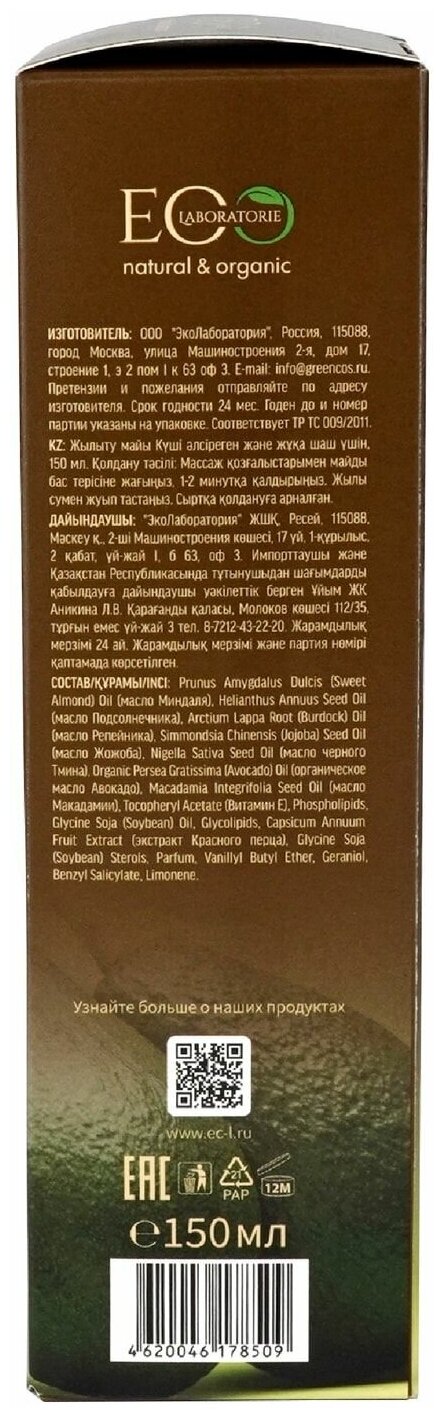 ECO
LABORATORIE
natural & organic
ИЗГОТОВИТЕЛЬ: ООО "ЭкоЛаборатория", Россия, 115088,
город Москва, улица Машиностроения 2-я, дом 17,
строение 1, э 2 пом I к 63 оф 3. E-mail: info@greencos.ru.
Претензии и пожелания отправляйте по адресу
изготовителя. Срок годности 24 мес. Годен до и номер
партии указаны на упаковке. Соответствует ТР ТС 009/2011.
KZ: Жылыту майы Күші әлсіреген және жұқа шаш үшін,
150 мл. Қолдану тәсілі: Массаж қозғалыстарымен майды
бас терісіне жағыңыз, 1-2 минутқа қалдырыңыз. Жылы
сумен жуып тастаңыз. Сыртқа қолдануға арналған.
ДАЙЫНДАУШЫ: "ЭкоЛаборатория" ЖШҚ, Ресей, 115088,
Мәскеу қ., 2-ші Машиностроения көшесі, 17 үй, 1-құрылыс,
2 қабат, үй-жай I, б 63, оф 3. Импорттаушы және
Қазақстан Республикасында тұтынушыдан шағымдарды
қабылдауға дайындаушы уәкілеттік берген Ұйым ЖК
Аникина Л.В. Қарағанды қаласы, Молоков көшесі 112/35,
тұрғын емес үй-жай 3 тел. 8-7212-43-22-20. Жарамдылық
мерзімі 24 ай. Жарамдылық мерзімі және партия нөмірі
қаптамада көрсетілген.
СОСТАВ/ҚҰРАМЫ/INCI: Prunus Amygdalus Dulcis (Sweet
Almond) Oil (масло Миндаля), Helianthus Annuus Seed Oil
(масло Подсолнечника), Arctium Lappa Root (Burdock) Oil
(масло Репейника), Simmondsia Chinensis (Jojoba) Seed Oil
(масло Жожоба), Nigella Sativa Seed Oil (масло черного
Тмина), Organic Persea Gratissima (Avocado) Oil (органическое
масло Авокадо), Macadamia Integrifolia Seed Oil (масло
Макадамии), Tocopheryl Acetate (Витамин Е), Phospholipids,
Glycine Soja (Soybean) Oil, Glycolipids, Capsicum Annuum
Fruit Extract (экстракт Красного перца), Glycine Soja
(Soybean) Sterols, Parfum, Vanillyl Butyl Ether, Geraniol,
Benzyl Salicylate, Limonene.
Узнайте больше о наших продуктах
www.ec-l.ru
EAC 21 PAP 12M
℮150 мл
4 620046 178509